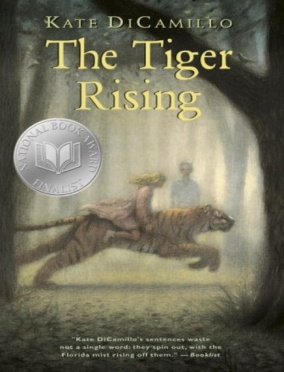 KATE DICAMILLO
The Tiger
Rising
NATIONAL BOOK AWARD
FINALIST
"Kate DiCamillo's sentences waste
not a single word; they spin out, with the
Florida mist rising off them." — Booklist